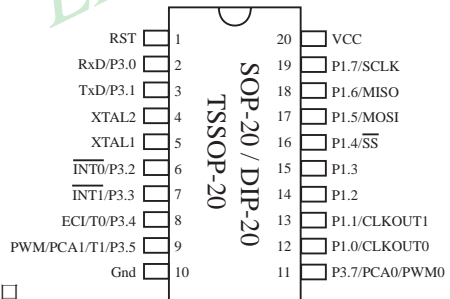 RST 1 20 VCC
RxD/P3.0 2 19 P1.7/SCLK
TxD/P3.1 3 18 P1.6/MISO
XTAL2 4 17 P1.5/MOSI
XTAL1 5 16 P1.4/S̅S̅
I̅N̅T̅0̅/P3.2 6 15 P1.3
I̅N̅T̅1̅/P3.3 7 14 P1.2
ECI/T0/P3.4 8 13 P1.1/CLKOUT1
PWM/PCA1/T1/P3.5 9 12 P1.0/CLKOUT0
Gnd 10 11 P3.7/PCA0/PWM0
SOP-20 / DIP-20
TSSOP-20